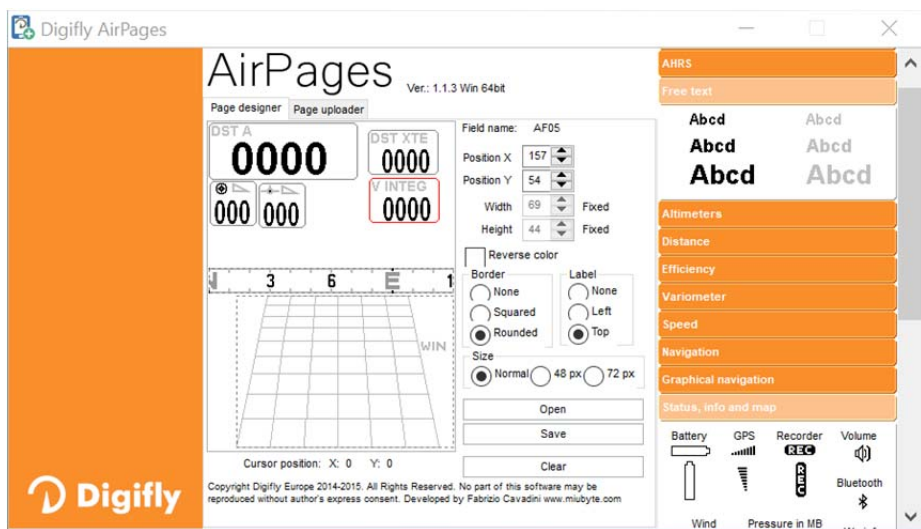 Digifly AirPages
AirPages
Ver.: 1.1.3 Win 64bit
Page designer Page uploader
DST A
0000
DST XTE
0000
V INTEG
0000
000 000
3 6 E 1
WIN
Cursor position: X: 0 Y: 0
Field name: AF05
Position X 157
Position Y 54
Width 69 Fixed
Height 44 Fixed
Reverse color
Border
None
Squared
Rounded
Label
None
Left
Top
Size
Normal 48 px 72 px
Open
Save
Clear
Copyright Digifly Europe 2014-2015. All Rights Reserved. No part of this software may be
reproduced without author's express consent. Developed by Fabrizio Cavadini www.miubyte.com
Digifly
AHRS
Free text
Abcd Abcd
Abcd Abcd
Abcd Abcd
Altimeters
Distance
Efficiency
Variometer
Speed
Navigation
Graphical navigation
Status, info and map
Battery GPS Recorder Volume
REC
REC
Bluetooth
Wind Pressure in MB